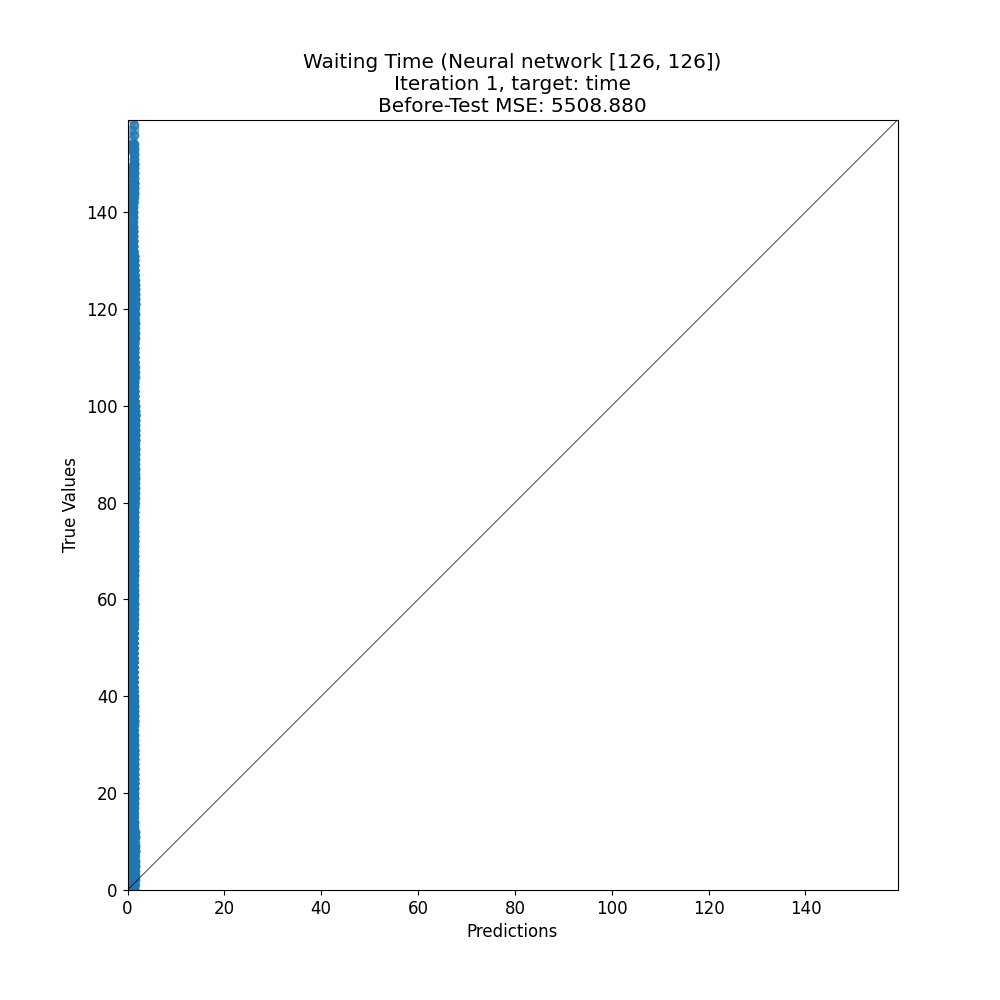 Waiting Time (Neural network [126, 126])
Iteration 1, target: time
Before-Test MSE: 5508.880
140
120
100
80
60
40
20
0
True Values
0 20 40 60 80 100 120 140
Predictions